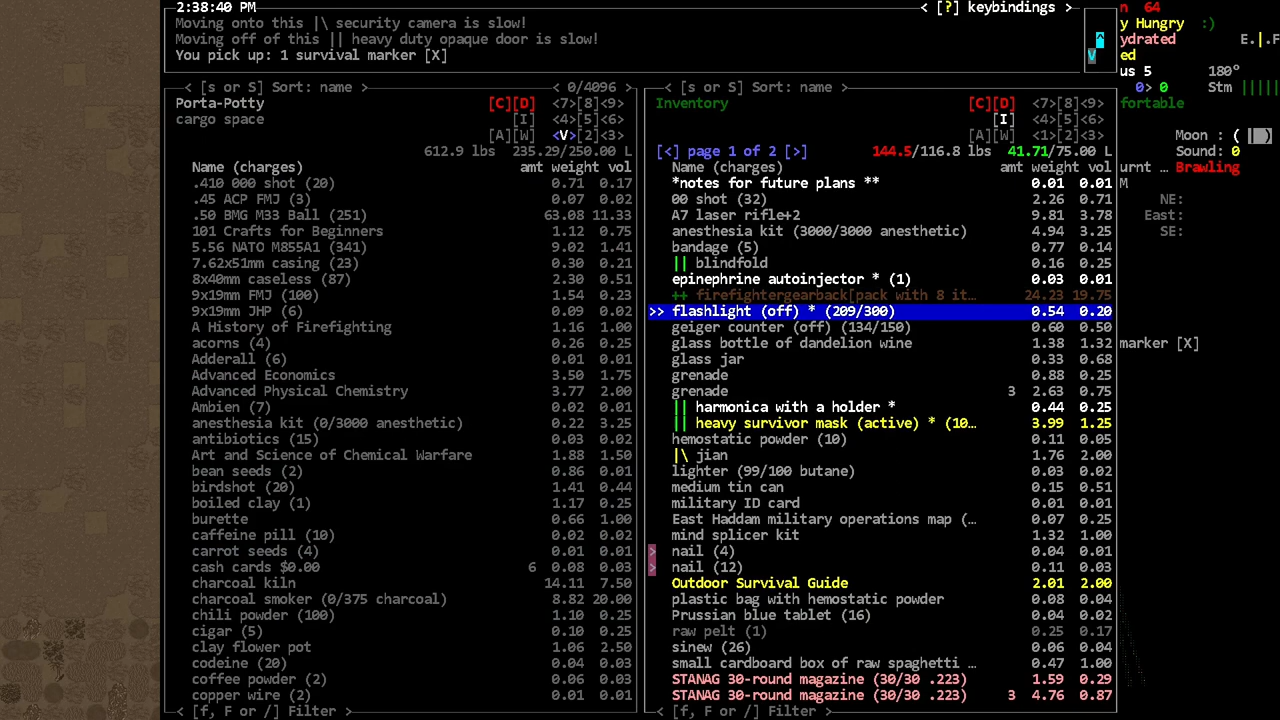 2:38:40 PM < [?] keybindings > n 64
Moving onto this |\ security camera is slow! y Hungry :)
Moving off of this || heavy duty opaque door is slow! ydrated E.|.F
You pick up: 1 survival marker [X] ed
us 5 180°
< [s or S] Sort: name > < 0/4096 > < [s or S] Sort: name > 0> 0 Stm |||||
Porta-Potty [C][D] <7>[8]<9> Inventory [C][D] <7>[8]<9> fortable
cargo space [I] <4>[5]<6> [I] <4>[5]<6>
[A][W] <V>[2]<3> [A][W] <1>[2]<3> Moon : (
612.9 lbs 235.29/250.00 L [<] page 1 of 2 [>] 144.5/116.8 lbs 41.71/75.00 L Sound: 0
Name (charges) amt weight vol Name (charges) amt weight vol urnt … Brawling
.410 000 shot (20) 0.71 0.17 *notes for future plans ** 0.01 0.01 M
.45 ACP FMJ (3) 0.07 0.02 00 shot (32) 2.26 0.71
.50 BMG M33 Ball (251) 63.08 11.33 A7 laser rifle+2 9.81 3.78 NE:
101 Crafts for Beginners 1.12 0.75 anesthesia kit (3000/3000 anesthetic) 4.94 3.25 East:
5.56 NATO M855A1 (341) 9.02 1.41 bandage (5) 0.77 0.14 SE:
7.62x51mm casing (23) 0.30 0.21 || blindfold 0.16 0.25
8x40mm caseless (87) 2.30 0.51 epinephrine autoinjector * (1) 0.03 0.01
9x19mm FMJ (100) 1.54 0.23 ++ firefightergearback[pack with 8 it… 24.23 19.75
9x19mm JHP (6) 0.09 0.02 >> flashlight (off) * (209/300) 0.54 0.20
A History of Firefighting 1.16 1.00 geiger counter (off) (134/150) 0.60 0.50
acorns (4) 0.26 0.25 glass bottle of dandelion wine 1.38 1.32 marker [X]
Adderall (6) 0.01 0.01 glass jar 0.33 0.68
Advanced Economics 3.50 1.75 grenade 0.88 0.25
Advanced Physical Chemistry 3.77 2.00 grenade 3 2.63 0.75
Ambien (7) 0.02 0.01 || harmonica with a holder * 0.44 0.25
anesthesia kit (0/3000 anesthetic) 0.22 3.25 || heavy survivor mask (active) * (10… 3.99 1.25
antibiotics (15) 0.03 0.02 hemostatic powder (10) 0.11 0.05
Art and Science of Chemical Warfare 1.88 1.50 |\ jian 1.76 2.00
bean seeds (2) 0.86 0.01 lighter (99/100 butane) 0.03 0.02
birdshot (20) 1.41 0.44 medium tin can 0.15 0.51
boiled clay (1) 1.17 0.25 military ID card 0.01 0.01
burette 0.66 1.00 East Haddam military operations map (… 0.07 0.25
caffeine pill (10) 0.02 0.02 mind splicer kit 1.32 1.00
carrot seeds (4) 0.01 0.01 > nail (4) 0.04 0.01
cash cards $0.00 6 0.08 0.03 > nail (12) 0.11 0.03
charcoal kiln 14.11 7.50 Outdoor Survival Guide 2.01 2.00
charcoal smoker (0/375 charcoal) 8.82 20.00 plastic bag with hemostatic powder 0.08 0.04
chili powder (100) 1.10 0.25 Prussian blue tablet (16) 0.04 0.02
cigar (5) 0.10 0.25 raw pelt (1) 0.25 0.17
clay flower pot 1.06 2.50 sinew (26) 0.06 0.04
codeine (20) 0.04 0.03 small cardboard box of raw spaghetti … 0.47 1.00
coffee powder (2) 0.06 0.03 STANAG 30-round magazine (30/30 .223) 1.59 0.29
copper wire (2) 0.01 0.01 STANAG 30-round magazine (30/30 .223) 3 4.76 0.87
< [f, F or /] Filter > < [f, F or /] Filter >